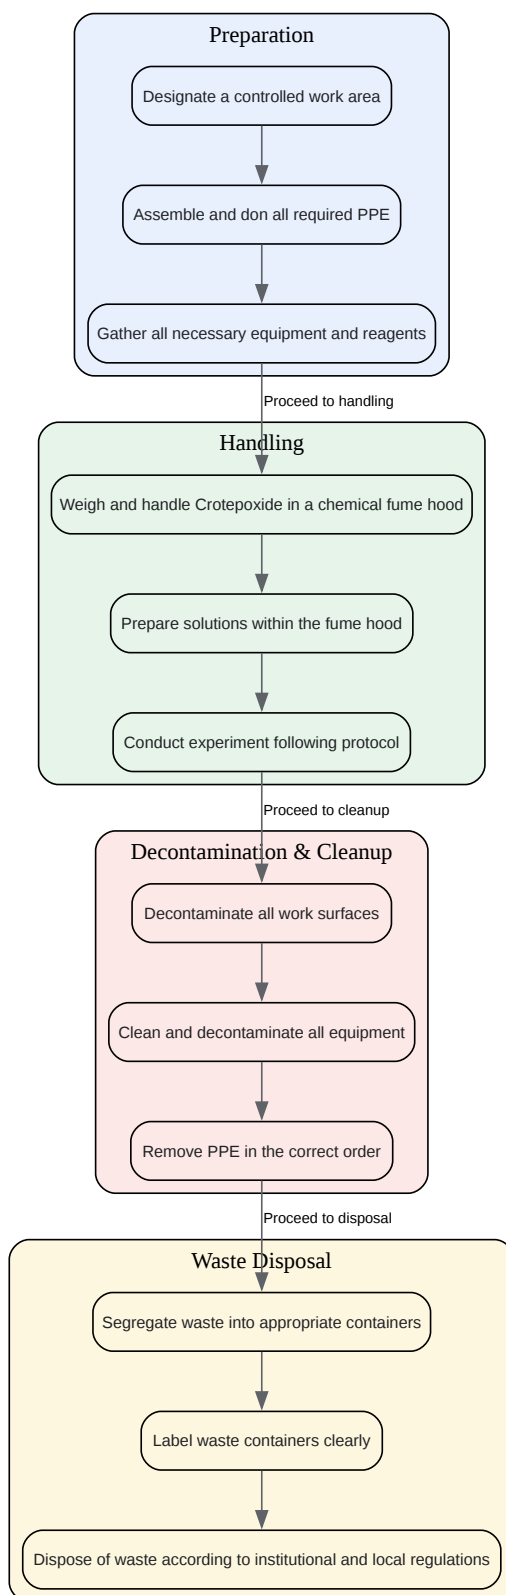 Preparation
Designate a controlled work area
Assemble and don all required PPE
Gather all necessary equipment and reagents
Proceed to handling
Handling
Weigh and handle Crotepoxide in a chemical fume hood
Prepare solutions within the fume hood
Conduct experiment following protocol
Proceed to cleanup
Decontamination & Cleanup
Decontaminate all work surfaces
Clean and decontaminate all equipment
Remove PPE in the correct order
Proceed to disposal
Waste Disposal
Segregate waste into appropriate containers
Label waste containers clearly
Dispose of waste according to institutional and local regulations